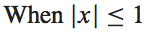 When |x| ≤ 1